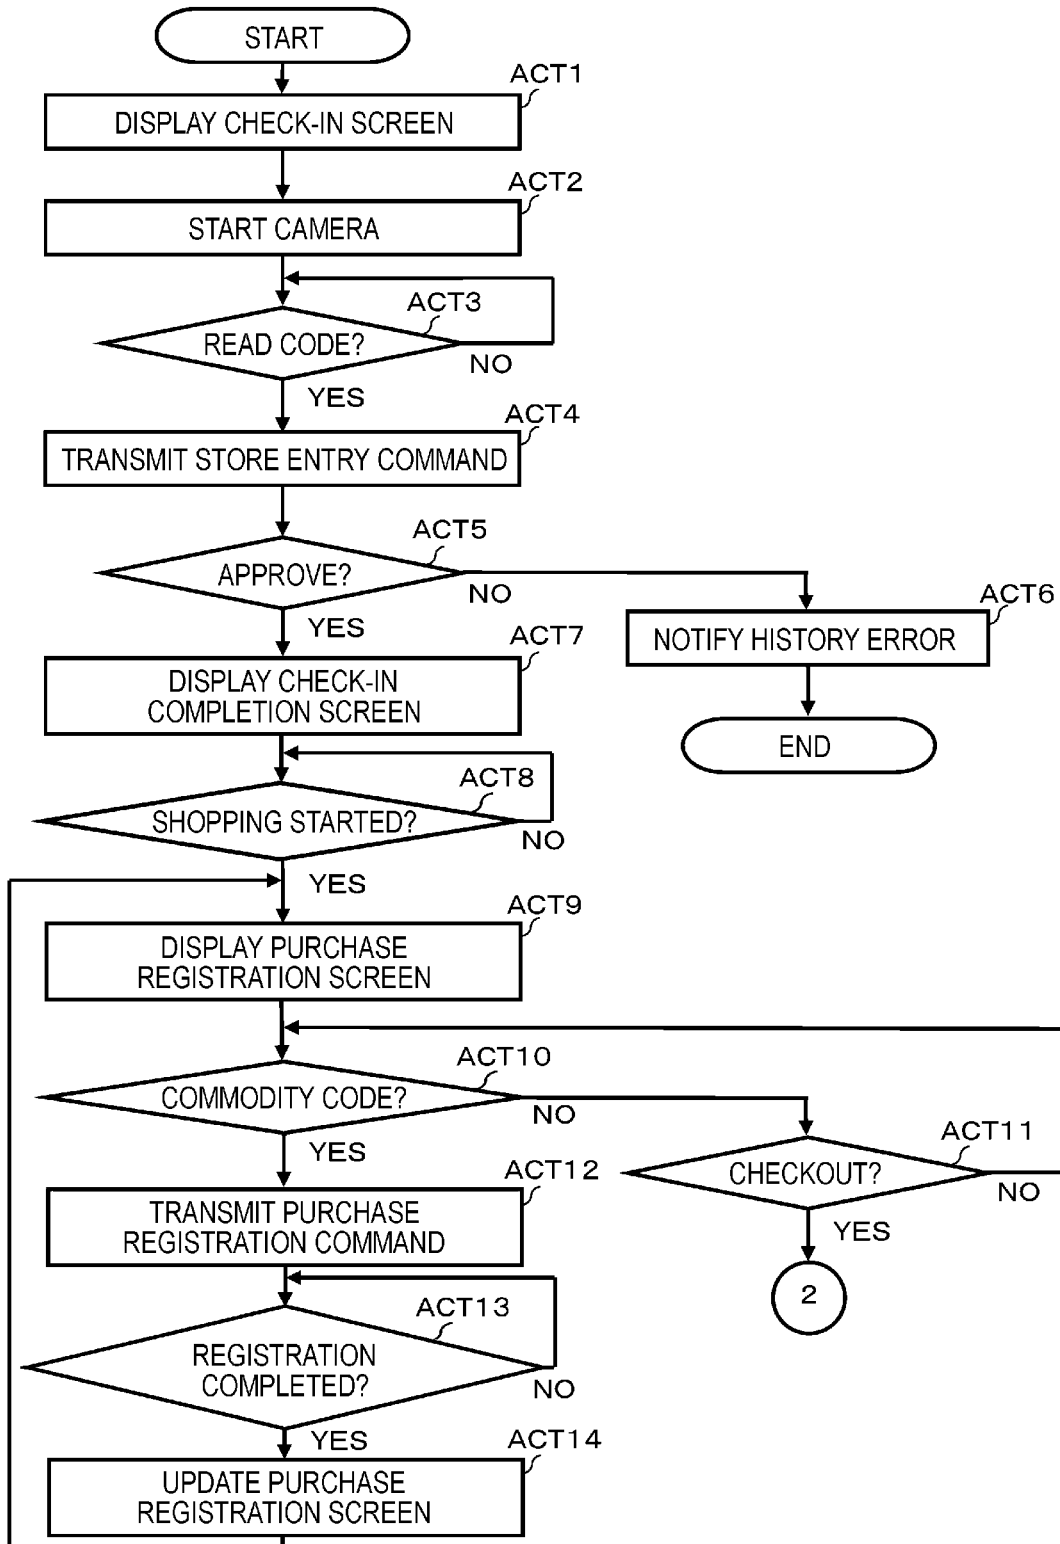 START
ACT1
DISPLAY CHECK-IN SCREEN
ACT2
START CAMERA
ACT3
READ CODE?
NO
YES
ACT4
TRANSMIT STORE ENTRY COMMAND
ACT5
APPROVE?
NO
YES
ACT6
NOTIFY HISTORY ERROR
END
ACT7
DISPLAY CHECK-IN
COMPLETION SCREEN
ACT8
SHOPPING STARTED?
NO
YES
ACT9
DISPLAY PURCHASE
REGISTRATION SCREEN
ACT10
COMMODITY CODE?
NO
YES
ACT11
CHECKOUT?
NO
YES
2
ACT12
TRANSMIT PURCHASE
REGISTRATION COMMAND
ACT13
REGISTRATION
COMPLETED?
NO
YES
ACT14
UPDATE PURCHASE
REGISTRATION SCREEN